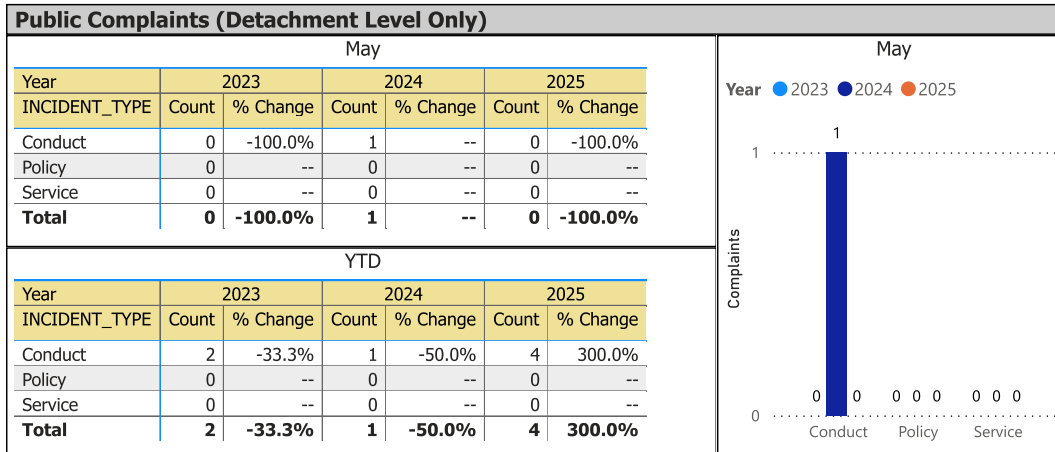 Public Complaints (Detachment Level Only)
May
Year 2023 2024 2025
INCIDENT_TYPE Count % Change Count % Change Count % Change
Conduct 0 -100.0% 1 -- 0 -100.0%
Policy 0 -- 0 -- 0 --
Service 0 -- 0 -- 0 --
Total 0 -100.0% 1 -- 0 -100.0%
YTD
Year 2023 2024 2025
INCIDENT_TYPE Count % Change Count % Change Count % Change
Conduct 2 -33.3% 1 -50.0% 4 300.0%
Policy 0 -- 0 -- 0 --
Service 0 -- 0 -- 0 --
Total 2 -33.3% 1 -50.0% 4 300.0%
May
Year 2023 2024 2025
1
1
Complaints
0 0 0 0 0 0 0 0
0
Conduct Policy Service